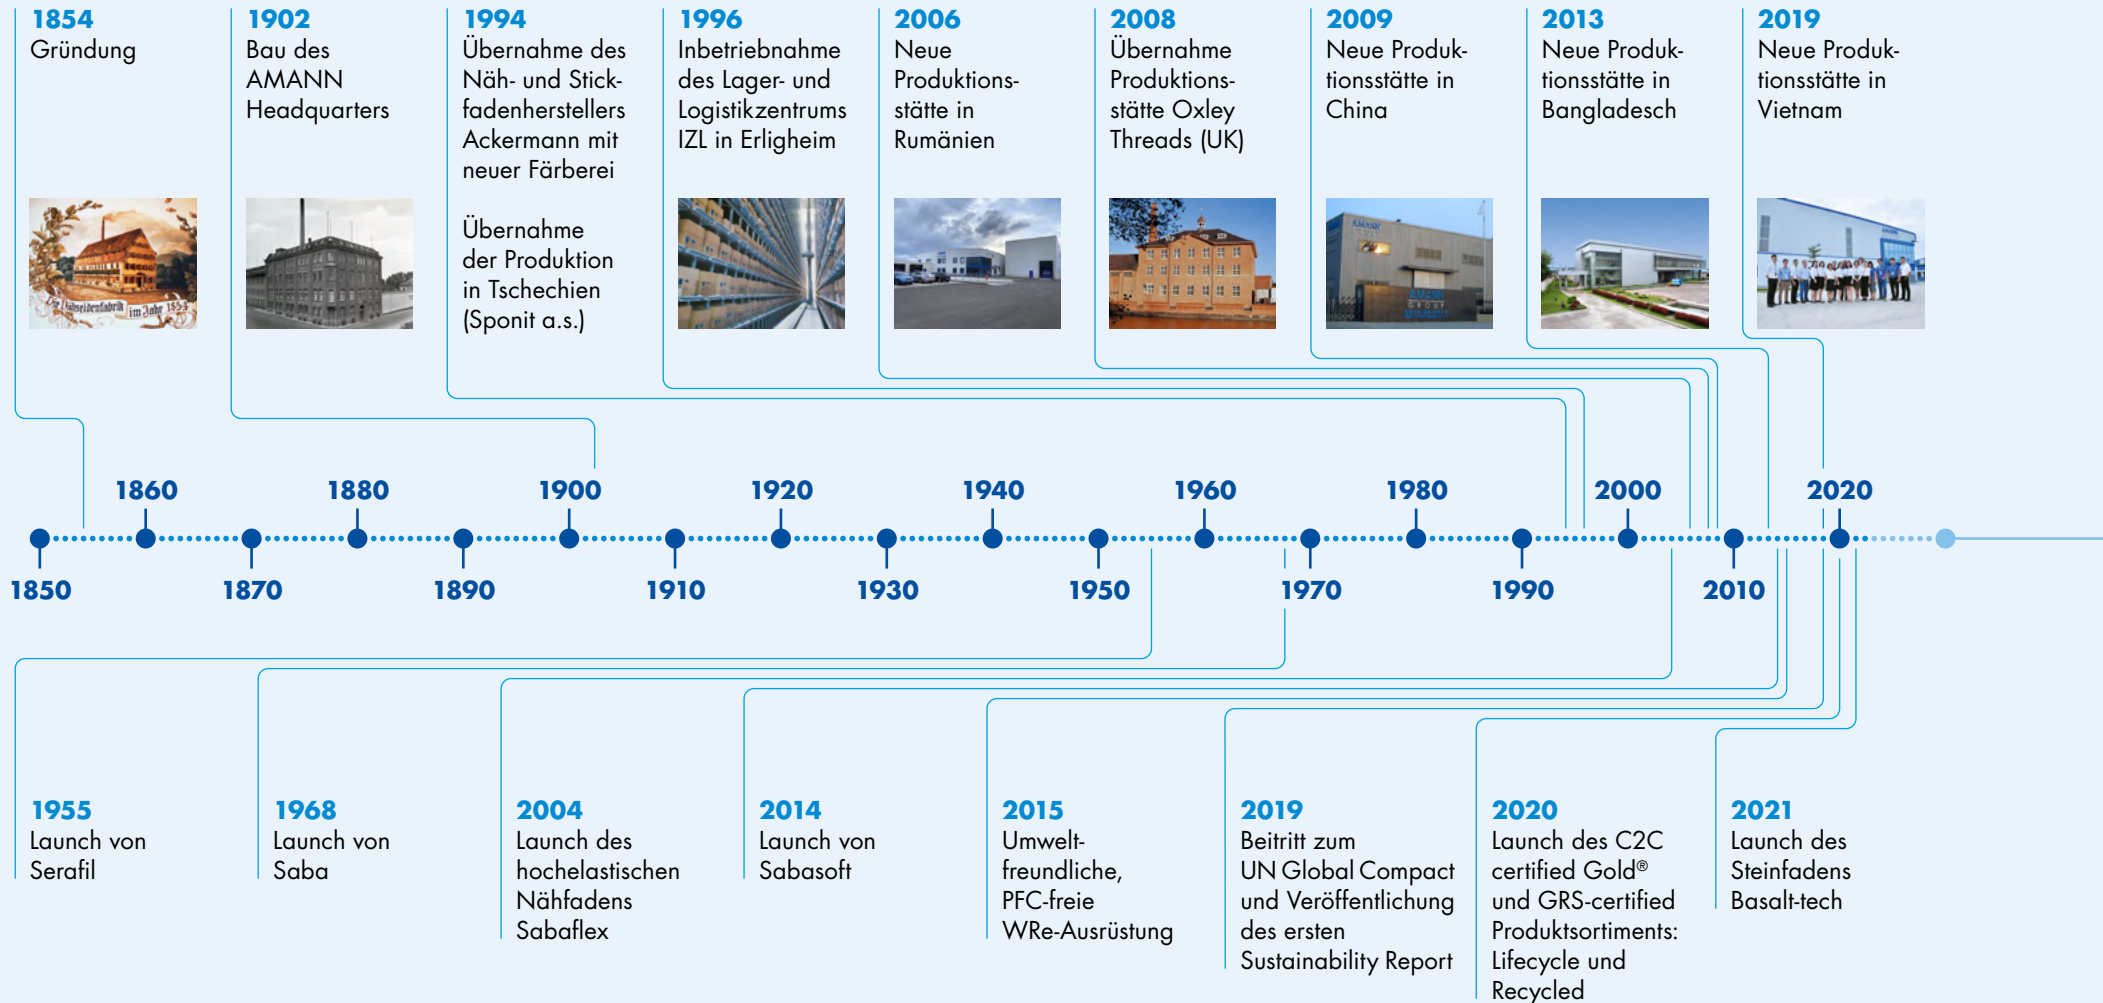 1854
Gründung
1902
Bau des
AMANN
Headquarters
1994
Übernahme des
Näh- und Stick-
fadenherstellers
Ackermann mit
neuer Färberei
Übernahme
der Produktion
in Tschechien
(Sponit a.s.)
1996
Inbetriebnahme
des Lager- und
Logistikzentrums
IZL in Erligheim
2006
Neue
Produktions-
stätte in
Rumänien
2008
Übernahme
Produktions-
stätte Oxley
Threads (UK)
2009
Neue Produk-
tionsstätte in
China
2013
Neue Produk-
tionsstätte in
Bangladesch
2019
Neue Produk-
tionsstätte in
Vietnam
im Jahr
AMANN
AMANN
GROUP
1860 1880 1900 1920 1940 1960 1980 2000 2020
1850 1870 1890 1910 1930 1950 1970 1990 2010
1955
Launch von
Serafil
1968
Launch von
Saba
2004
Launch des
hochelastischen
Nähfadens
Sabaflex
2014
Launch von
Sabasoft
2015
Umwelt-
freundliche,
PFC-freie
WRe-Ausrüstung
2019
Beitritt zum
UN Global Compact
und Veröffentlichung
des ersten
Sustainability Report
2020
Launch des C2C
certified Gold®
und GRS-certified
Produktsortiments:
Lifecycle und
Recycled
2021
Launch des
Steinfadens
Basalt-tech